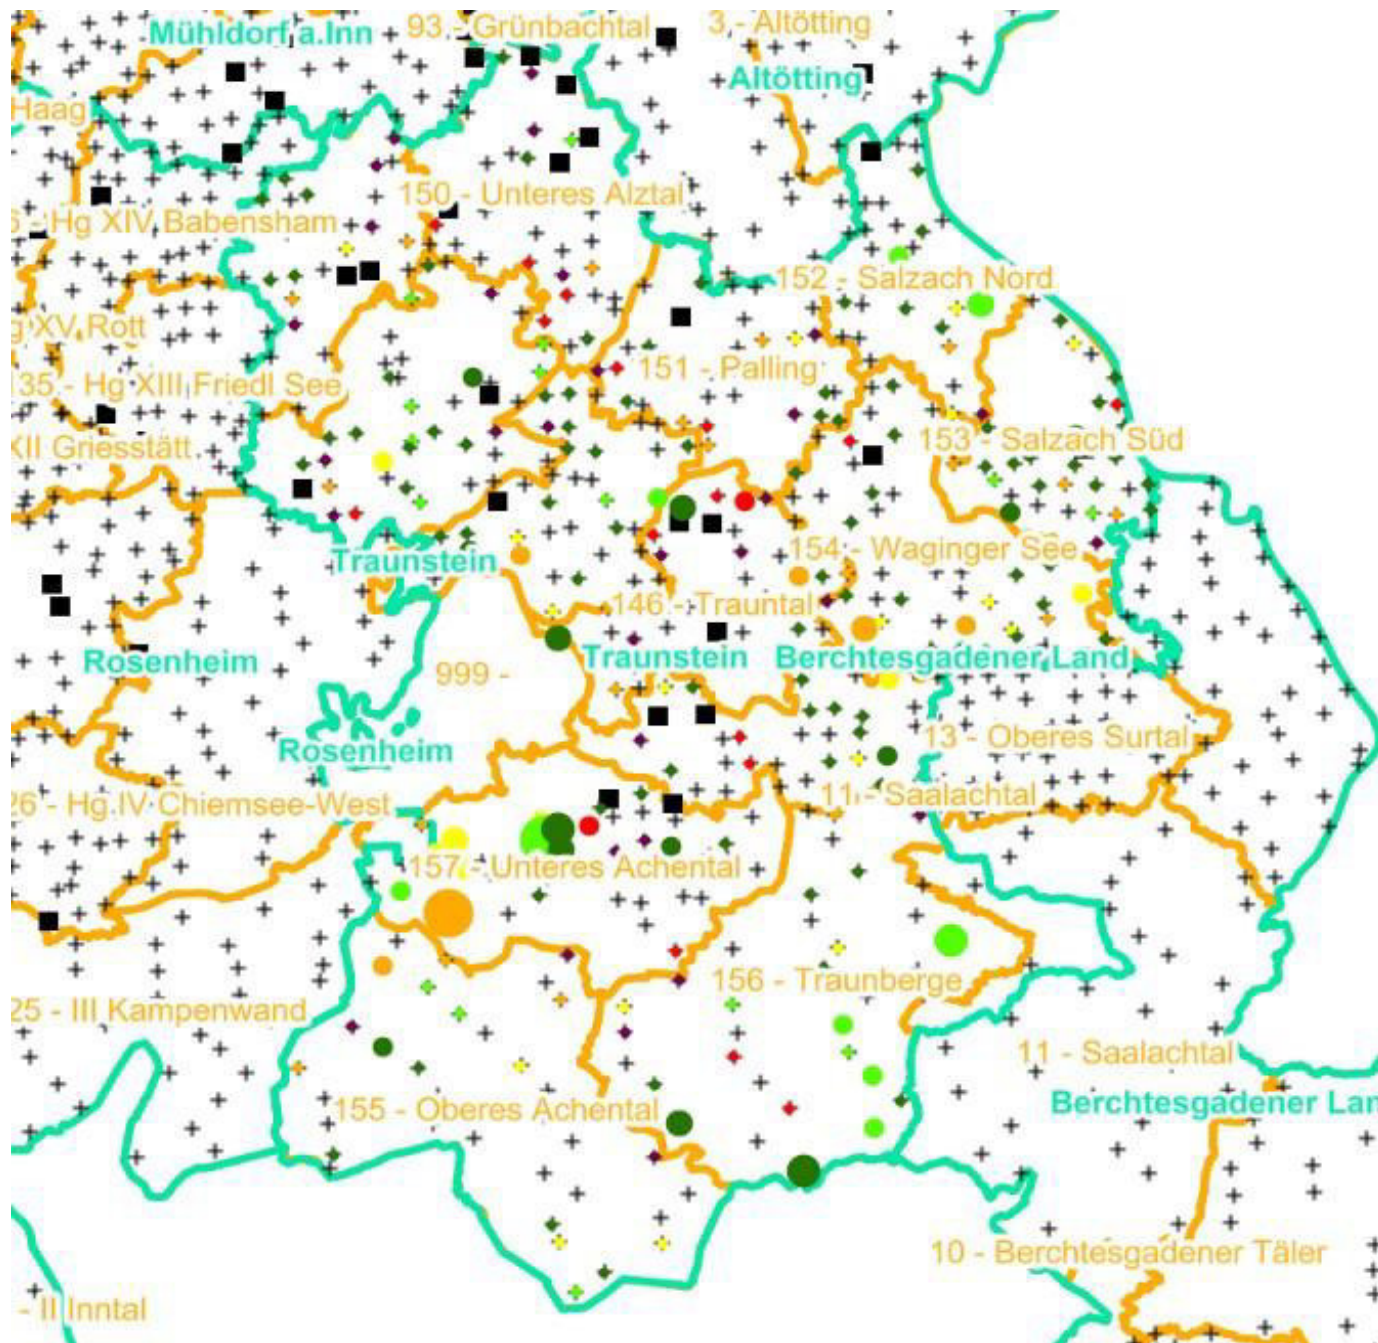 93 - Grünbachtal
3 - Altötting
Mühldorf a.Inn
Altötting
Haag
150 - Unteres Alztal
6 - Hg XIV Babensham
152 - Salzach Nord
g XV Rott
151 - Palling
135 - Hg XIII Friedl See
153 - Salzach Süd
XII Griesstätt
154 - Waginger See
Traunstein
146 - Trauntal
Rosenheim
Traunstein
Berchtesgadener Land
999 -
13 - Oberes Surtal
Rosenheim
11 - Saalachtal
26 - Hg IV Chiemsee-West
157 - Unteres Achental
156 - Traunberge
25 - III Kampenwand
11 - Saalachtal
Berchtesgadener Lan
155 - Oberes Achental
10 - Berchtesgadener Täler
- II Inntal